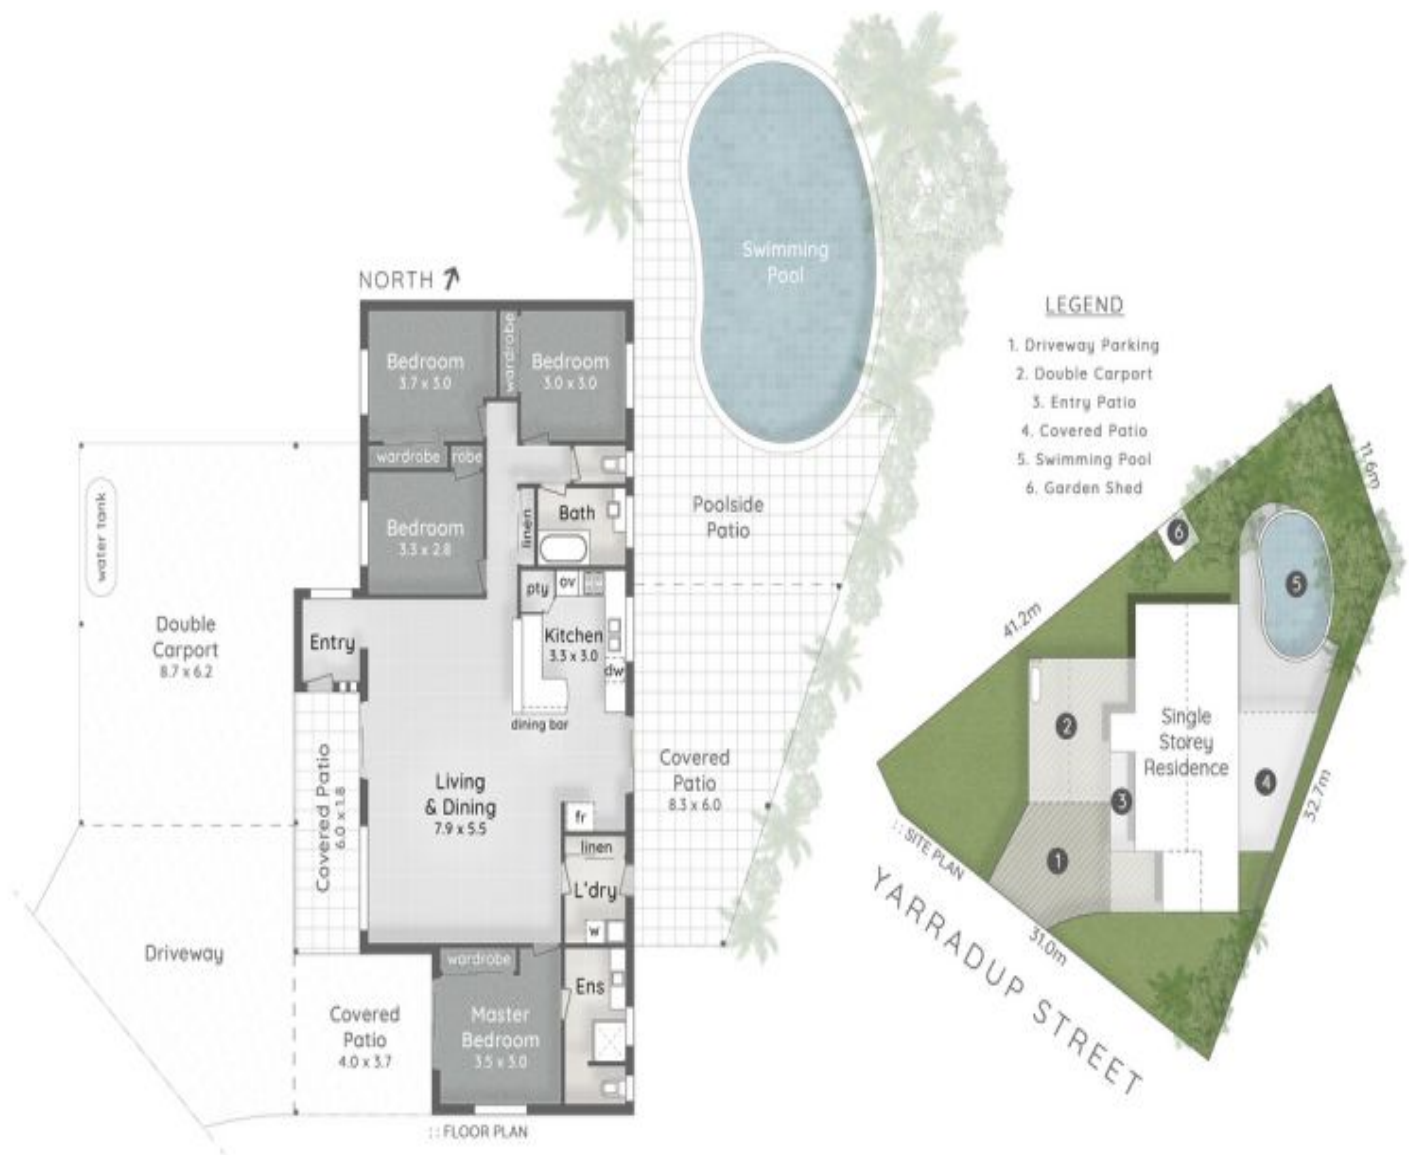 Swimming
Pool
NORTH
LEGEND
1. Driveway Parking
2. Double Carport
3. Entry Patio
4. Covered Patio
5. Swimming Pool
6. Garden Shed
Bedroom
3.7 x 3.0
wardrobe
Bedroom
3.0 x 3.0
wardrobe
robe
Bedroom
3.3 x 2.8
linen
Bath
Poolside
Patio
water tank
Double
Carport
8.7 x 6.2
Entry
pty
ov
Kitchen
3.3 x 3.0
dw
dining bar
Covered Patio
6.0 x 1.8
Living
& Dining
7.9 x 5.5
fr
linen
L'dry
w
Covered
Patio
8.3 x 6.0
Driveway
Covered
Patio
4.0 x 3.7
wardrobe
Master
Bedroom
3.5 x 3.0
Ens
:: FLOOR PLAN
11.6m
6
5
41.2m
2
Single
Storey
Residence
3
4
32.7m
1
:: SITE PLAN
31.0m
YARRADUP STREET